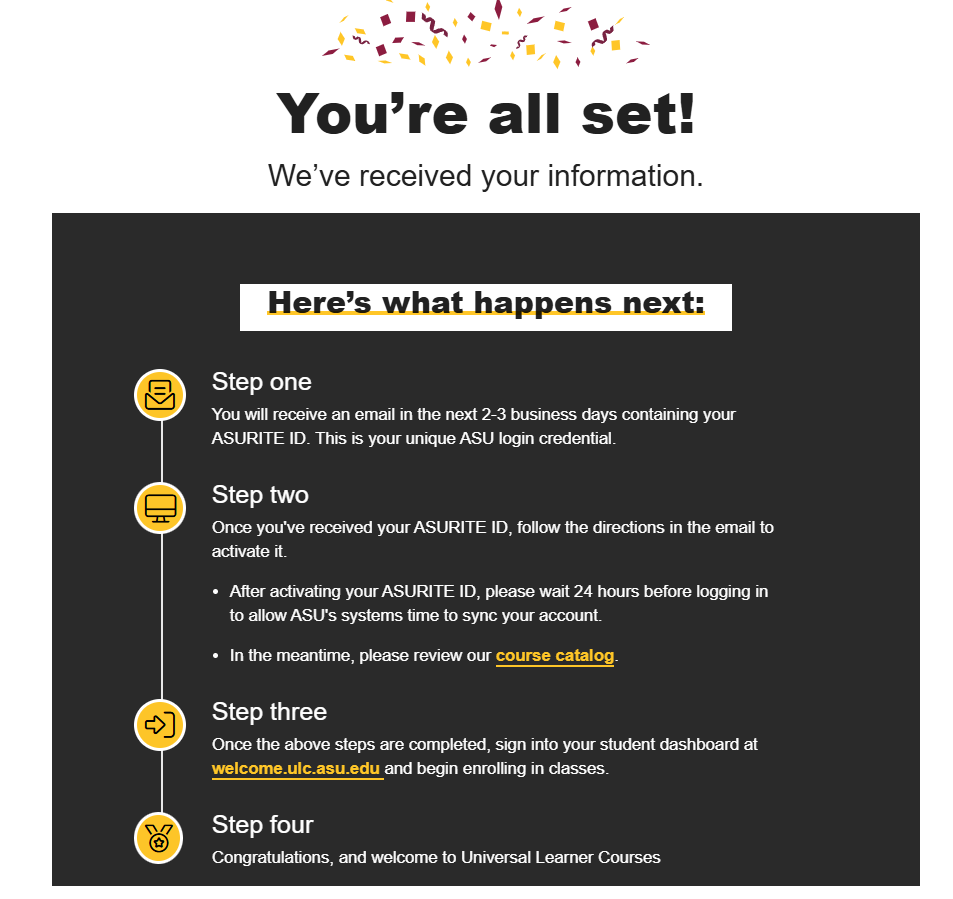 You’re all set!
We’ve received your information.
Here’s what happens next:
Step one
You will receive an email in the next 2-3 business days containing your
ASURITE ID. This is your unique ASU login credential.
Step two
Once you've received your ASURITE ID, follow the directions in the email to
activate it.
• After activating your ASURITE ID, please wait 24 hours before logging in
to allow ASU's systems time to sync your account.
• In the meantime, please review our course catalog.
Step three
Once the above steps are completed, sign into your student dashboard at
welcome.ulc.asu.edu and begin enrolling in classes.
Step four
Congratulations, and welcome to Universal Learner Courses